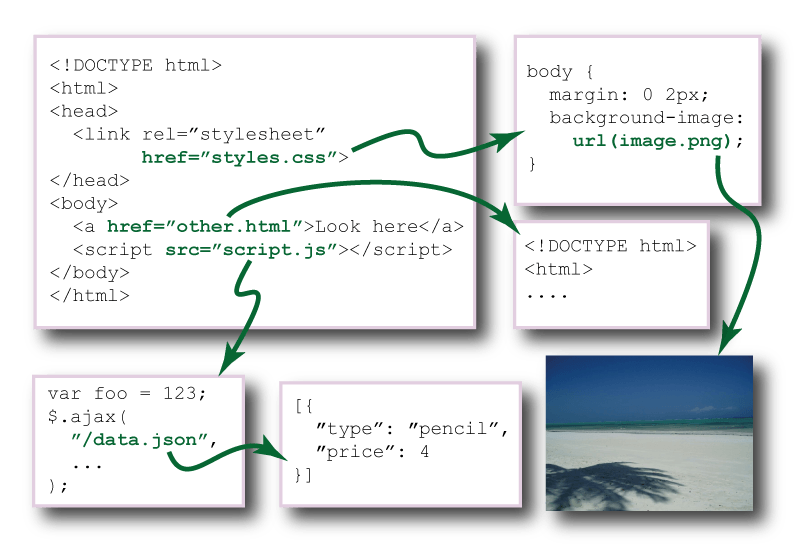 <!DOCTYPE html>
<html>
<head>
  <link rel=”stylesheet”
        href=”styles.css”>
</head>
<body>
  <a href=”other.html”>Look here</a>
  <script src=”script.js”></script>
</body>
</html>
body {
  margin: 0 2px;
  background-image:
    url(image.png);
}
<!DOCTYPE html>
<html>
....
var foo = 123;
$.ajax(
  ”/data.json”,
  ...
);
[{
  ”type”: ”pencil”,
  ”price”: 4
}]